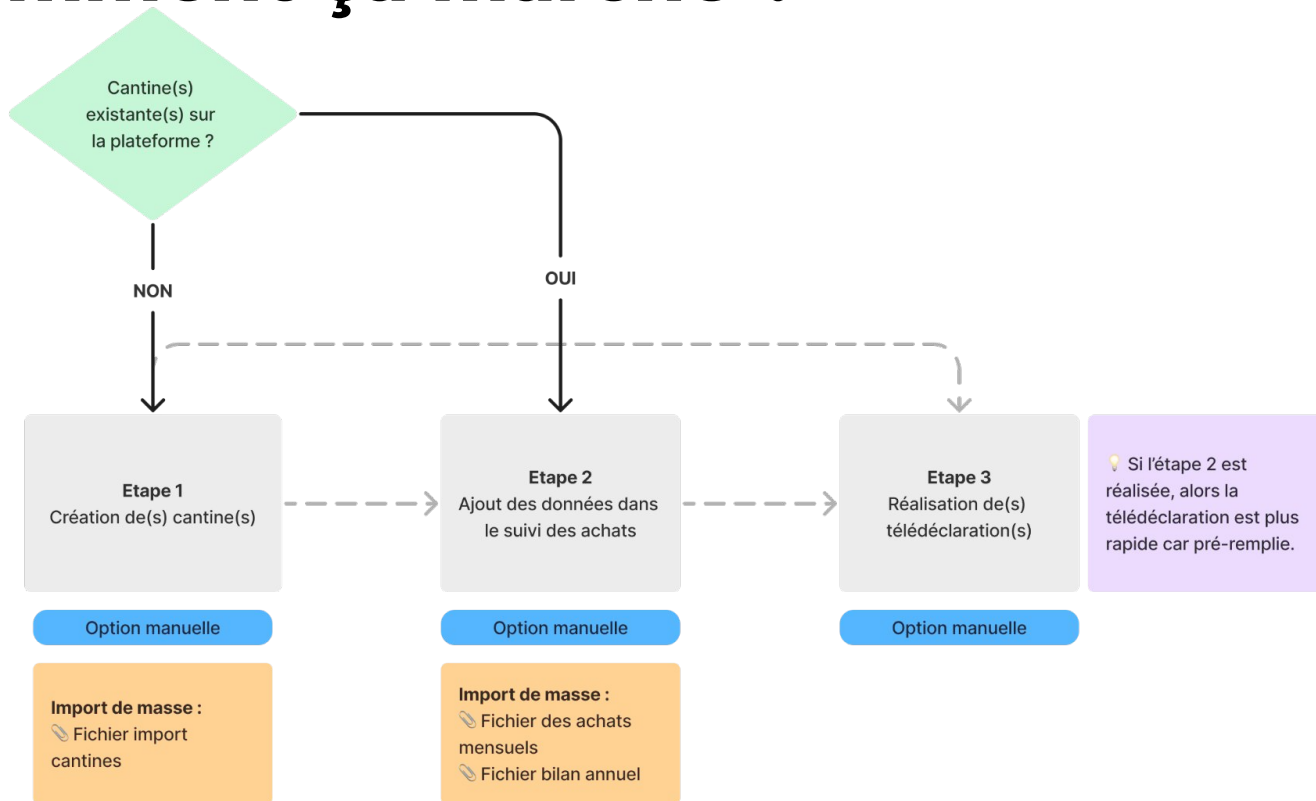 ça marche ?
Cantine(s)
existante(s) sur
la plateforme ?
OUI
NON
Etape 1
Création de(s) cantine(s)
Etape 2
Ajout des données dans
le suivi des achats
Etape 3
Réalisation de(s)
télédéclaration(s)
Si l’étape 2 est
réalisée, alors la
télédéclaration est plus
rapide car pré-remplie.
Option manuelle
Option manuelle
Option manuelle
Import de masse :
Fichier import
cantines
Import de masse :
Fichier des achats
mensuels
Fichier bilan annuel